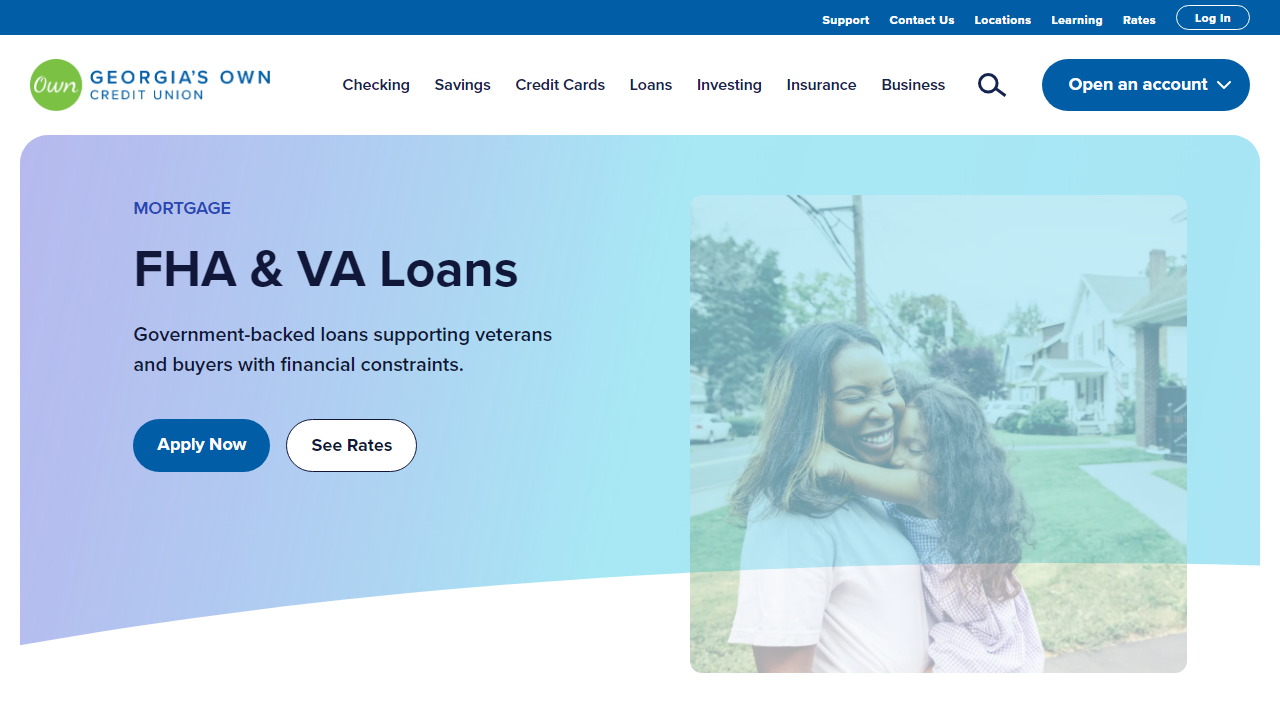 Support Contact Us Locations Learning Rates Log In
Own GEORGIA'S OWN
CREDIT UNION
Checking Savings Credit Cards Loans Investing Insurance Business Open an account
MORTGAGE
FHA & VA Loans
Government-backed loans supporting veterans
and buyers with financial constraints.
Apply Now See Rates